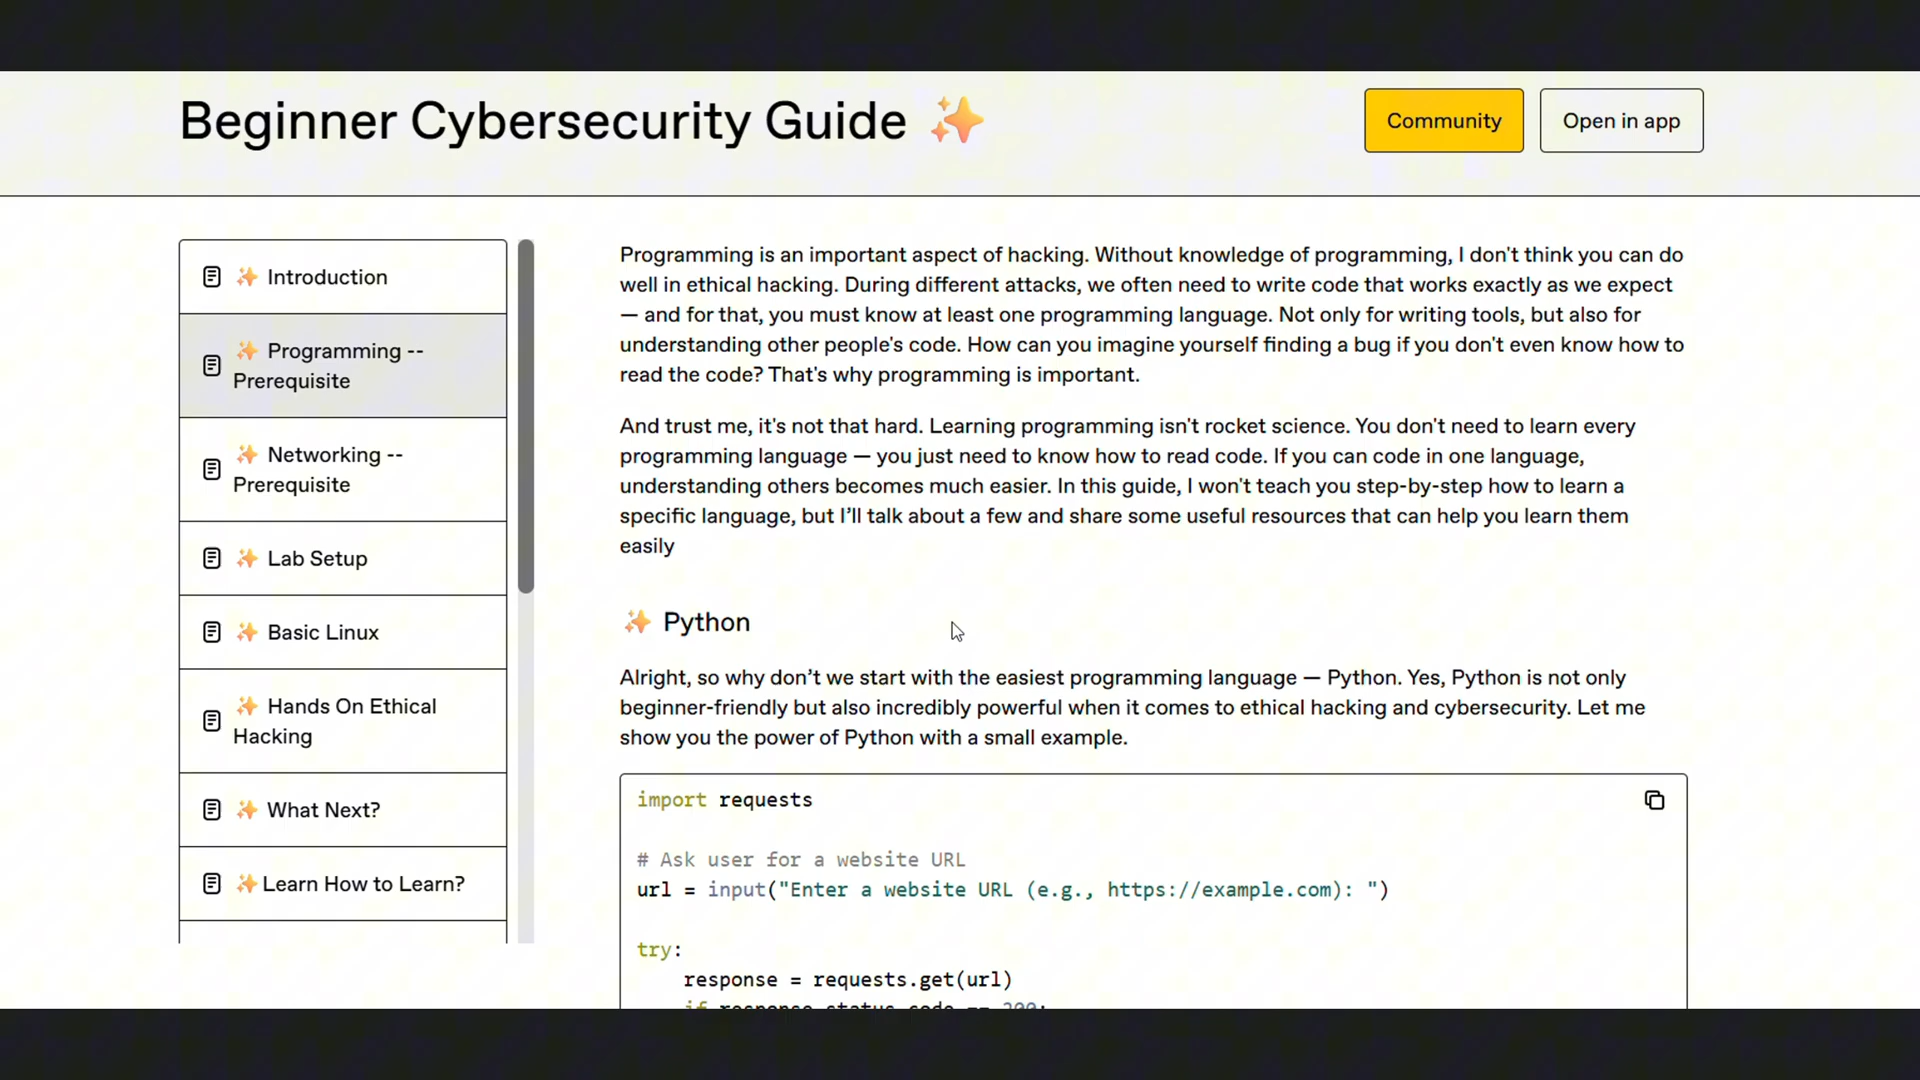 Beginner Cybersecurity Guide ✨
Community
Open in app
✨ Introduction
✨ Programming --
Prerequisite
✨ Networking --
Prerequisite
✨ Lab Setup
✨ Basic Linux
✨ Hands On Ethical
Hacking
✨ What Next?
✨Learn How to Learn?
Programming is an important aspect of hacking. Without knowledge of programming, I don't think you can do
well in ethical hacking. During different attacks, we often need to write code that works exactly as we expect
— and for that, you must know at least one programming language. Not only for writing tools, but also for
understanding other people's code. How can you imagine yourself finding a bug if you don't even know how to
read the code? That's why programming is important.
And trust me, it's not that hard. Learning programming isn't rocket science. You don't need to learn every
programming language — you just need to know how to read code. If you can code in one language,
understanding others becomes much easier. In this guide, I won't teach you step-by-step how to learn a
specific language, but I’ll talk about a few and share some useful resources that can help you learn them
easily
✨ Python
Alright, so why don’t we start with the easiest programming language — Python. Yes, Python is not only
beginner-friendly but also incredibly powerful when it comes to ethical hacking and cybersecurity. Let me
show you the power of Python with a small example.
import requests
# Ask user for a website URL
url = input("Enter a website URL (e.g., https://example.com): ")
try:
response = requests.get(url)
if response.status_code == 200: